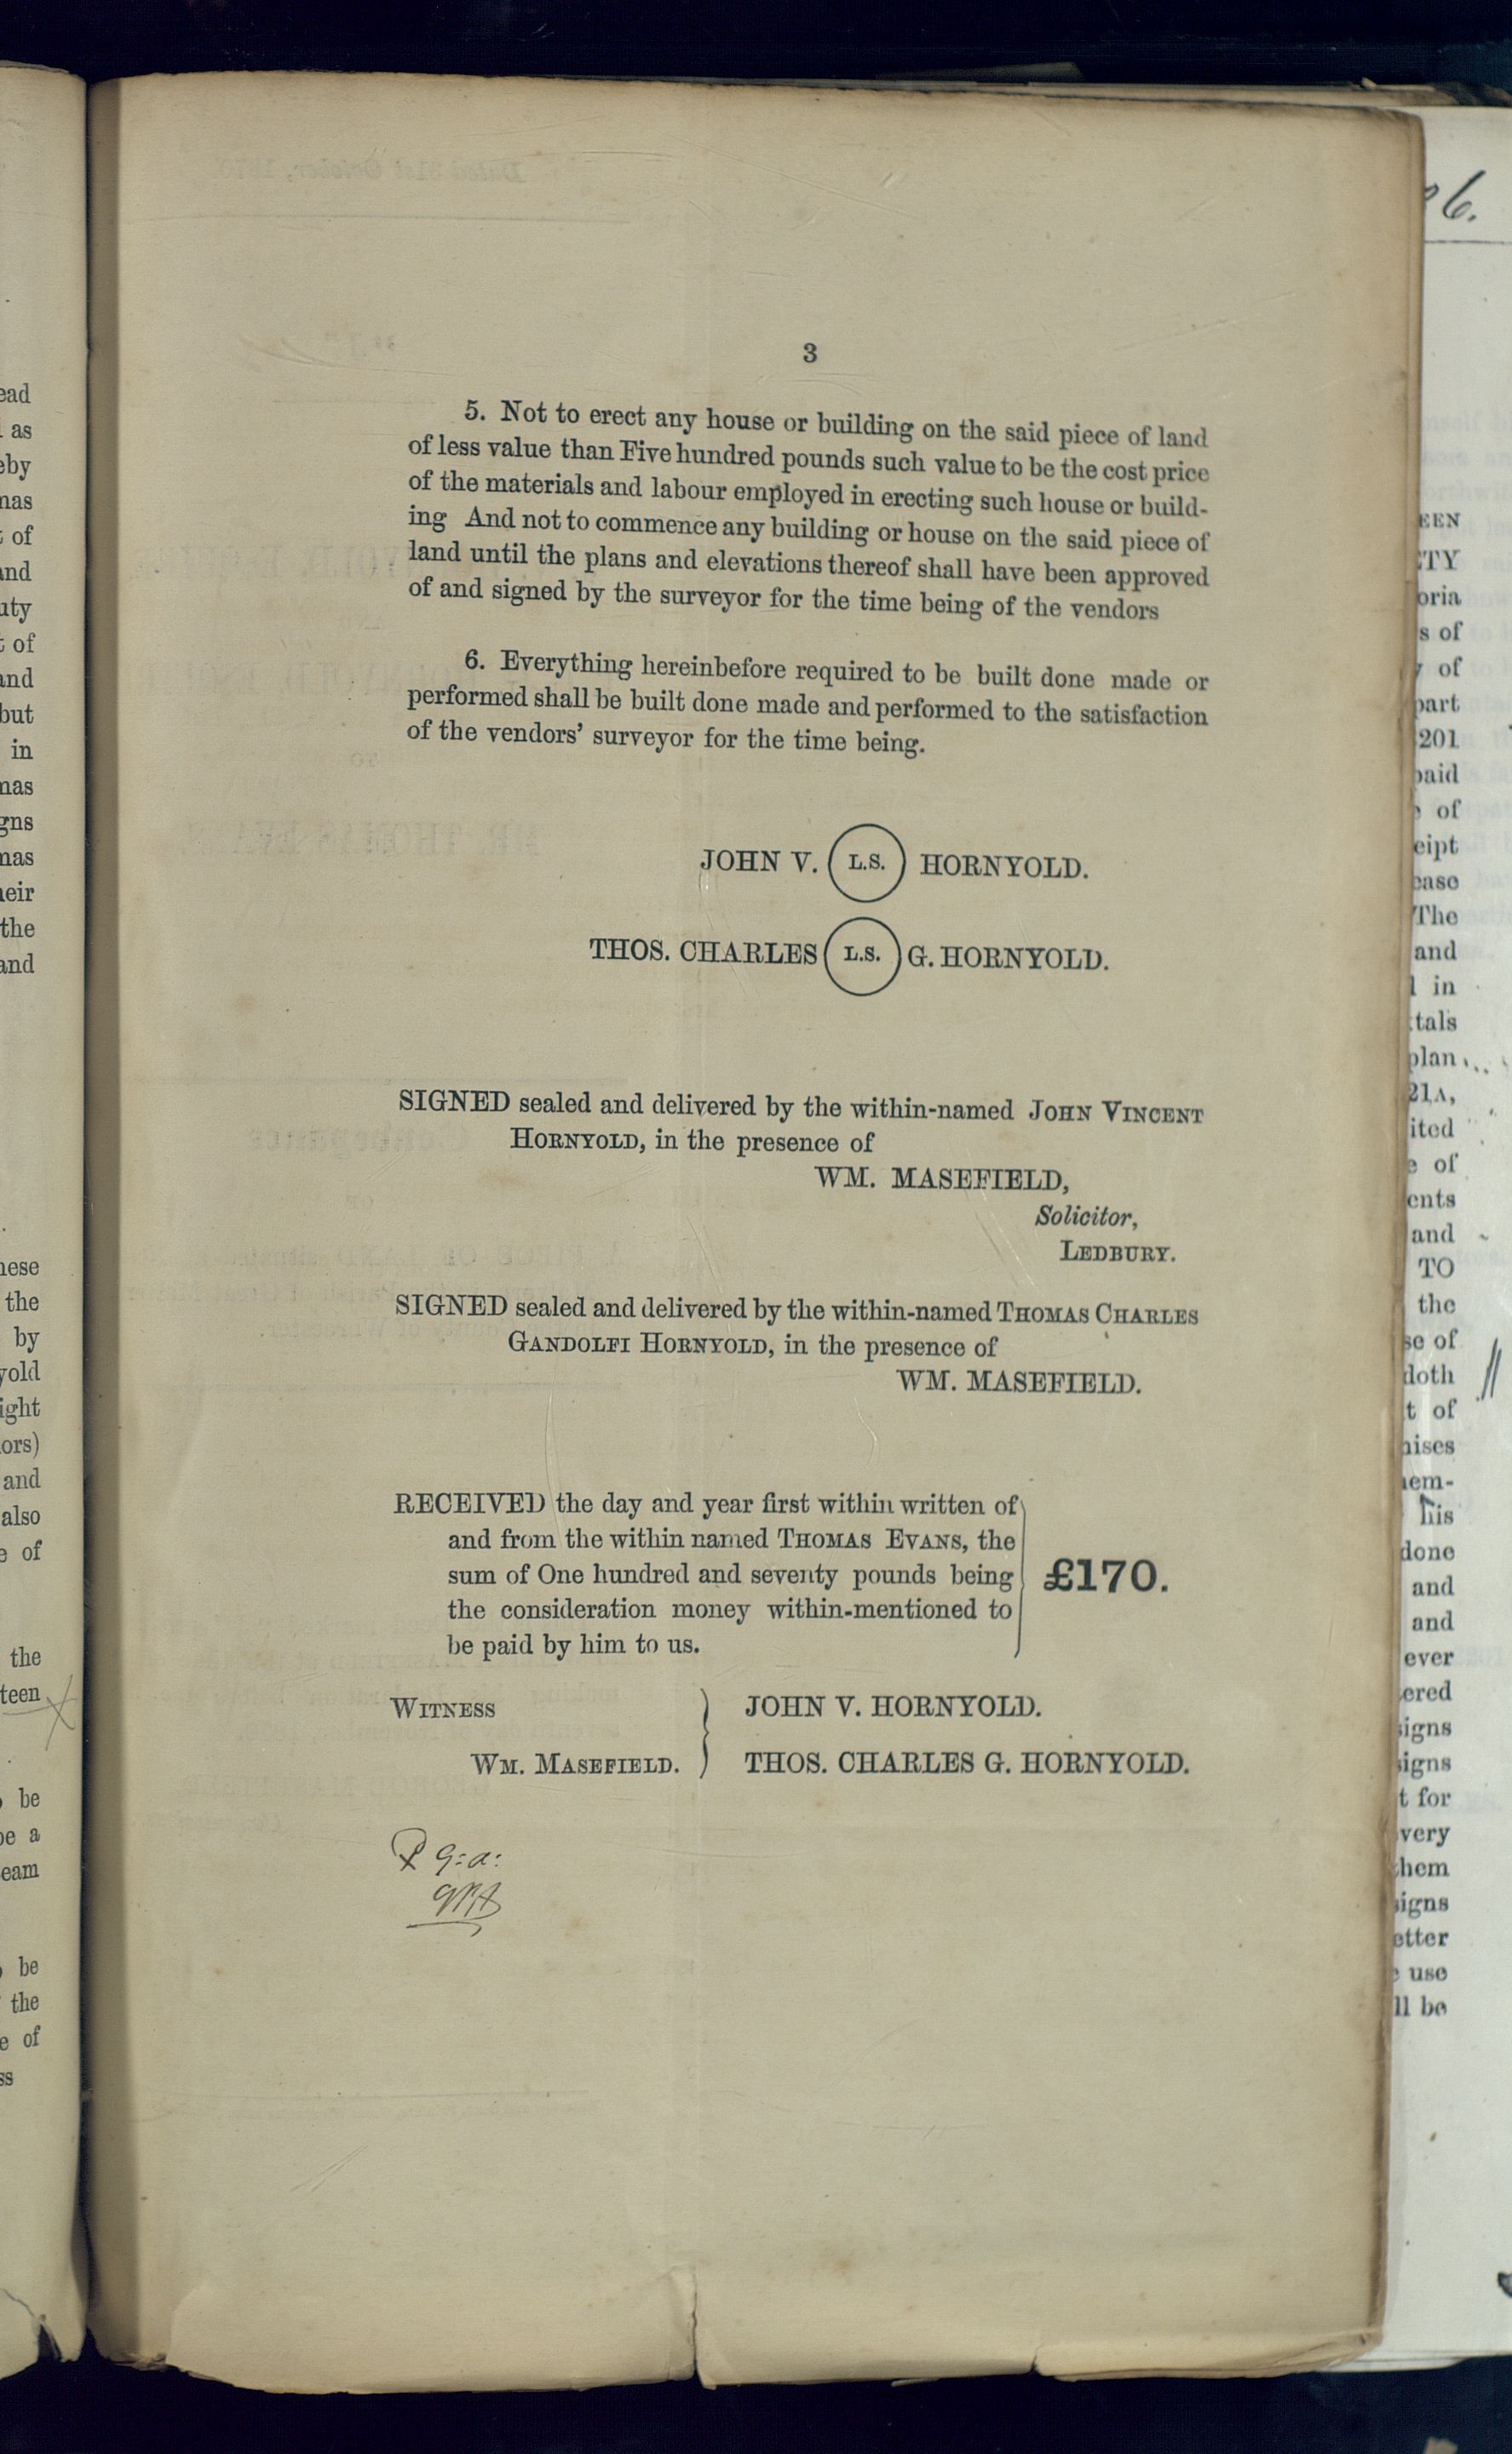 3
5. Not to erect any house or building on the said piece of land
of less value than Five hundred pounds such value to be the cost price
of the materials and labour employed in erecting such house or build-
ing And not to commence any building or house on the said piece of
land until the plans and elevations thereof shall have been approved
of and signed by the surveyor for the time being of the vendors
6. Everything hereinbefore required to be built done made or
performed shall be built done made and performed to the satisfaction
of the vendors' surveyor for the time being.
JOHN V. L.S. HORNYOLD.
THOS. CHARLES L.S. G. HORNYOLD.
SIGNED sealed and delivered by the within-named JOHN VINCENT
HORNYOLD, in the presence of
WM. MASEFIELD,
Solicitor,
LEDBURY.
SIGNED sealed and delivered by the within-named THOMAS CHARLES
GANDOLFI HORNYOLD, in the presence of
WM. MASEFIELD.
RECEIVED the day and year first within written of
and from the within named THOMAS EVANS, the
sum of One hundred and seventy pounds being
the consideration money within-mentioned to
be paid by him to us.
£170.
WITNESS
WM. MASEFIELD.
JOHN V. HORNYOLD.
THOS. CHARLES G. HORNYOLD.